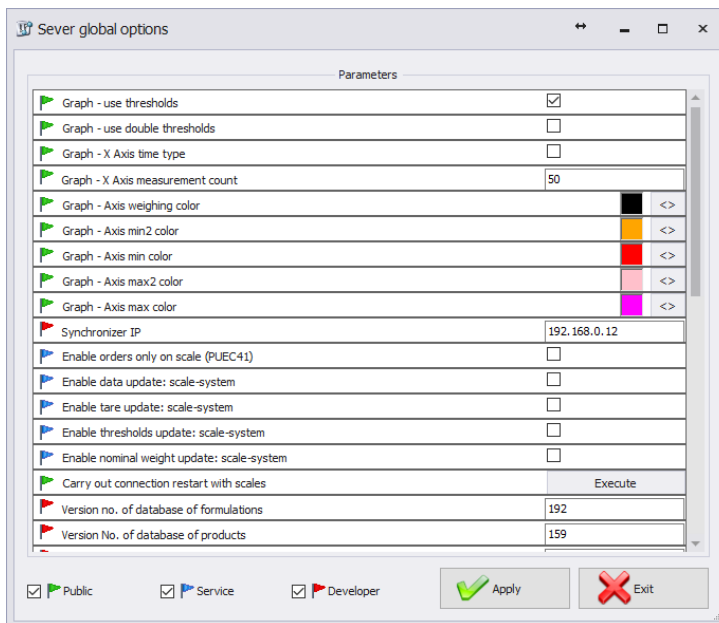 Sever global options
Parameters
Graph - use thresholds
Graph - use double thresholds
Graph - X Axis time type
Graph - X Axis measurement count 50
Graph - Axis weighing color <>
Graph - Axis min2 color <>
Graph - Axis min color <>
Graph - Axis max2 color <>
Graph - Axis max color <>
Synchronizer IP 192.168.0.12
Enable orders only on scale (PUEC41)
Enable data update: scale-system
Enable tare update: scale-system
Enable thresholds update: scale-system
Enable nominal weight update: scale-system
Carry out connection restart with scales Execute
Version no. of database of formulations 192
Version No. of database of products 159
Public Service Developer Apply Exit